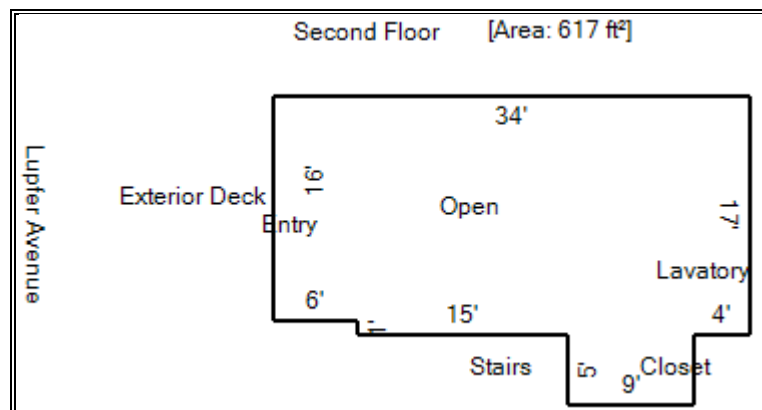 Second Floor [Area: 617 ft²]
34'
Lupfer Avenue
16'
Exterior Deck
Open
17'
Entry
Lavatory
6'
15'
4'
1'
Stairs
5'
Closet
9'